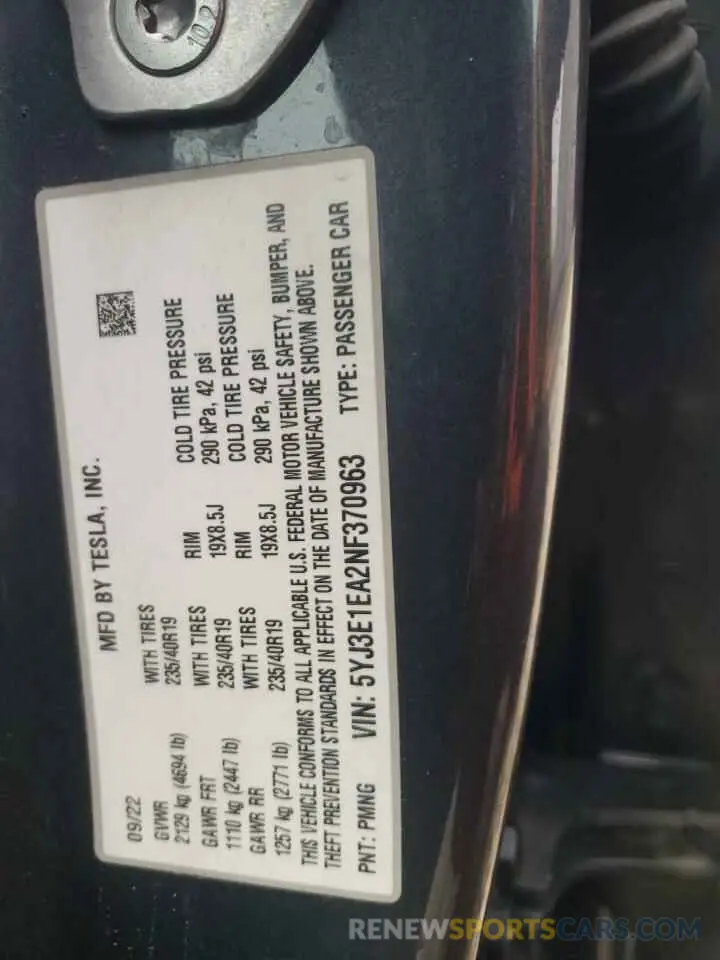 MFD BY TESLA, INC.
09/22
GVWR WITH TIRES RIM COLD TIRE PRESSURE
2129 kg (4694 lb) 235/40R19 19X8.5J 290 kPa, 42 psi
GAWR FRT WITH TIRES RIM COLD TIRE PRESSURE
1110 kg (2447 lb) 235/40R19 19X8.5J 290 kPa, 42 psi
GAWR RR WITH TIRES
1257 kg (2771 lb) 235/40R19
THIS VEHICLE CONFORMS TO ALL APPLICABLE U.S. FEDERAL MOTOR VEHICLE SAFETY, BUMPER, AND
THEFT PREVENTION STANDARDS IN EFFECT ON THE DATE OF MANUFACTURE SHOWN ABOVE.
PNT: PMNG VIN: 5YJ3E1EA2NF370963 TYPE: PASSENGER CAR
10.9
RENEWSPORTSCARS.COM